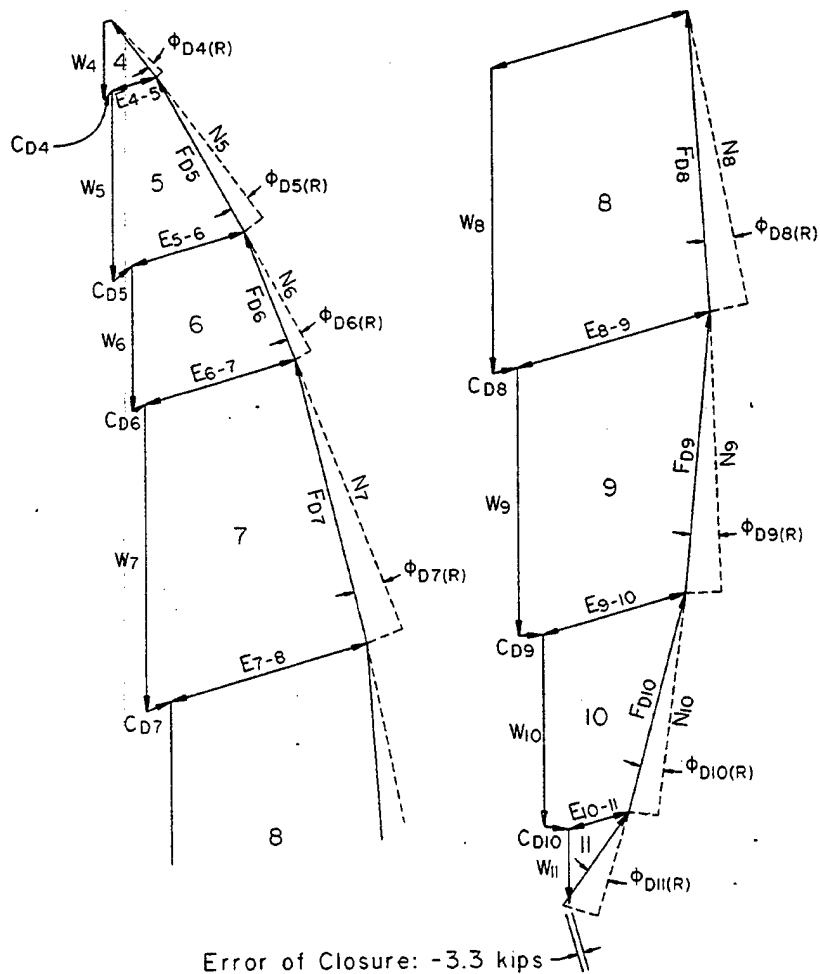 W4
4
ΦD4(R)
E4-5
CD4
W5
5
FD5
N5
ΦD5(R)
E5-6
CD5
W6
6
FD6
N6
ΦD6(R)
E6-7
CD6
W7
7
FD7
N7
ΦD7(R)
E7-8
CD7
8
W8
8
FD8
N8
ΦD8(R)
E8-9
CD8
W9
9
FD9
N9
ΦD9(R)
E9-10
CD9
W10
10
FD10
N10
ΦD10(R)
E10-11
CD10
11
W11
ΦD11(R)
Error of Closure: -3.3 kips